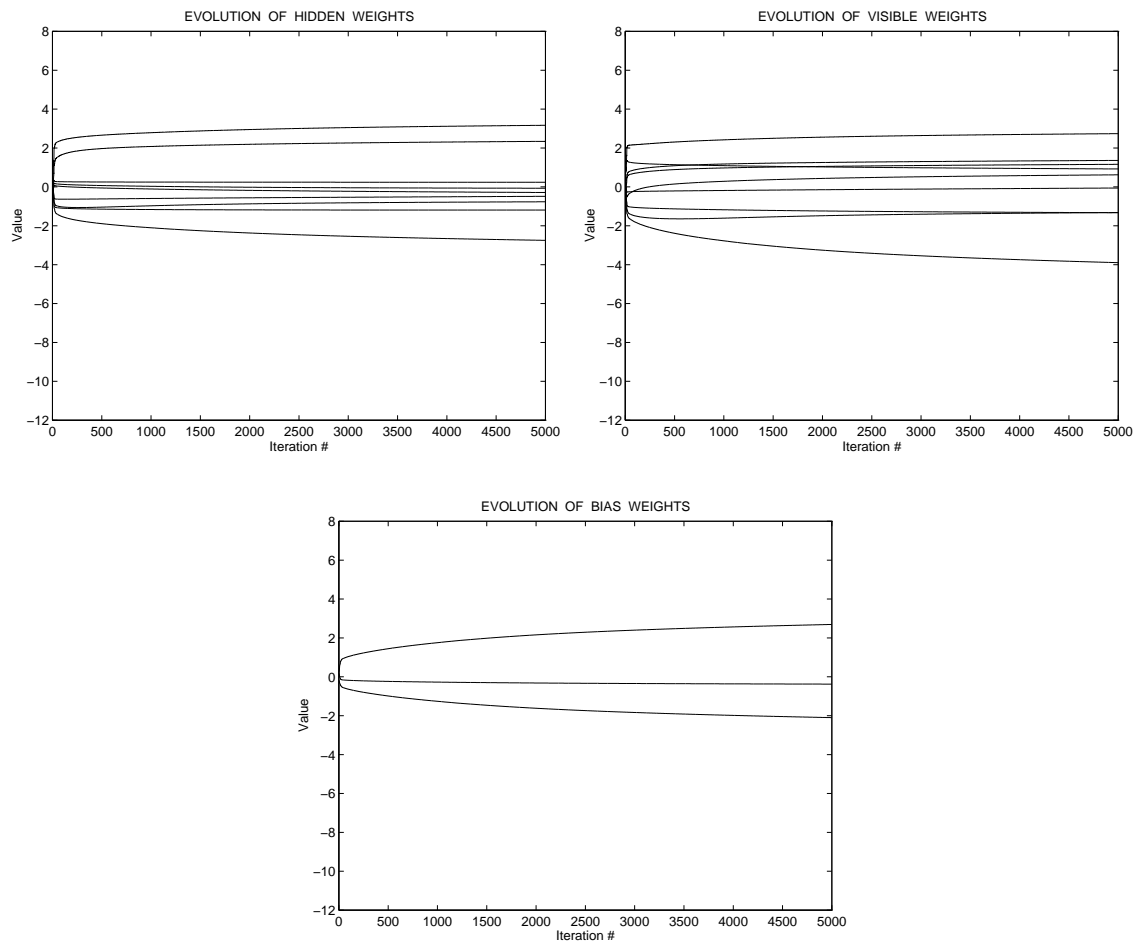 EVOLUTION OF HIDDEN WEIGHTS
8
6
4
2
0
−2
−4
−6
−8
−10
−12
Value
0 500 1000 1500 2000 2500 3000 3500 4000 4500 5000
Iteration #
EVOLUTION OF VISIBLE WEIGHTS
8
6
4
2
0
−2
−4
−6
−8
−10
−12
Value
0 500 1000 1500 2000 2500 3000 3500 4000 4500 5000
Iteration #
EVOLUTION OF BIAS WEIGHTS
8
6
4
2
0
−2
−4
−6
−8
−10
−12
Value
0 500 1000 1500 2000 2500 3000 3500 4000 4500 5000
Iteration #